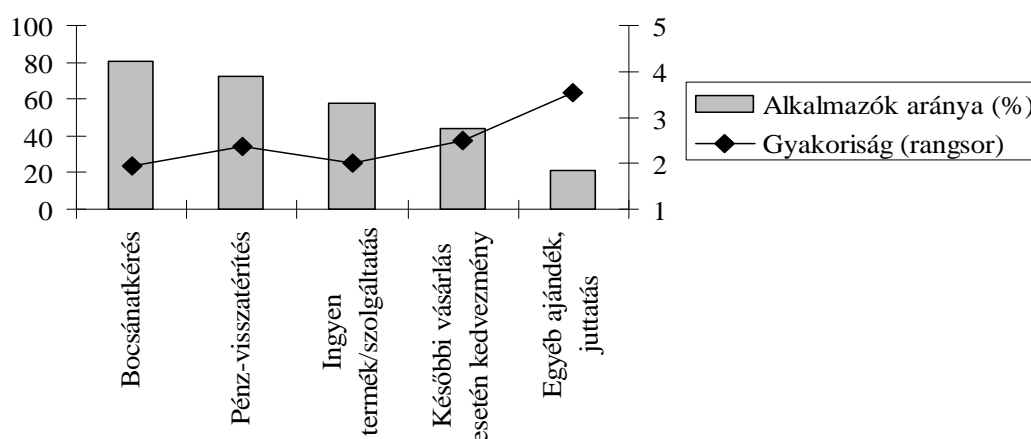 100
80
60
40
20
0
5
4
3
2
1
Alkalmazók aránya (%)
Gyakoriság (rangsor)
Bocsánatkérés
Pénz-visszatérítés
Ingyen
termék/szolgáltatás
Későbbi vásárlás
esetén kedvezmény
Egyéb ajándék,
juttatás